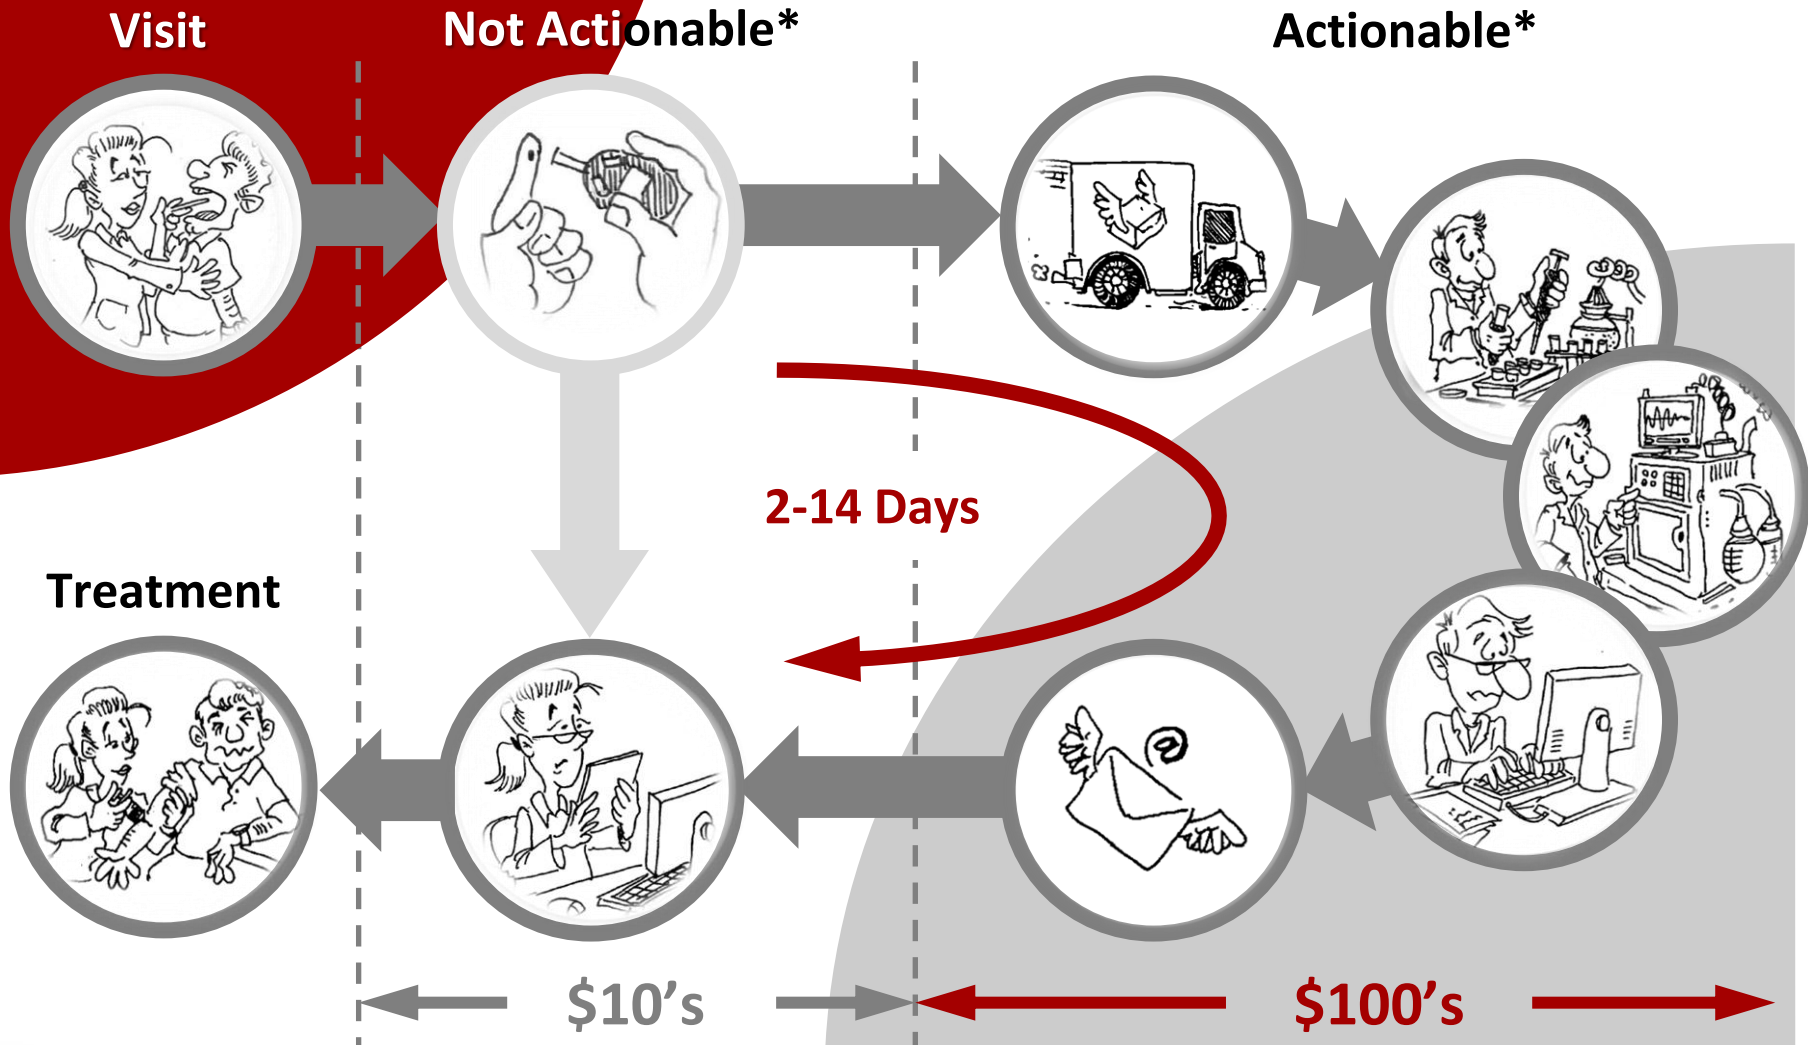 Visit
Not Actionable*
Actionable*
2-14 Days
Treatment
@
$10's
$100's